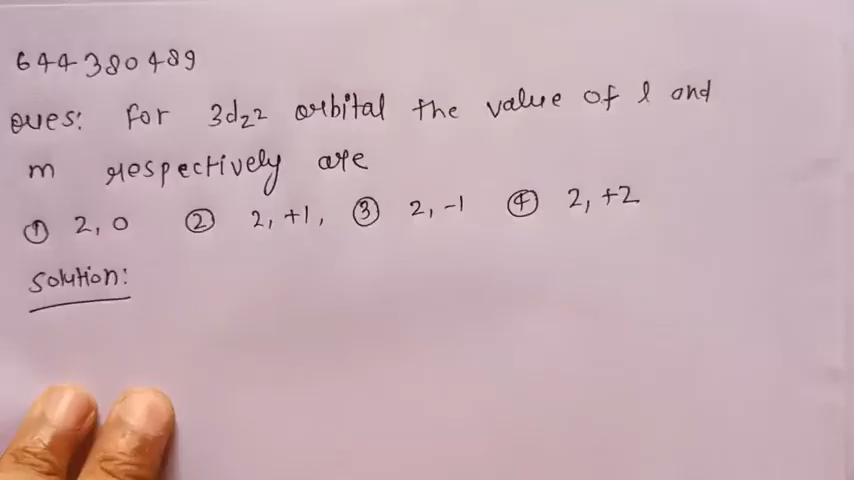 644380489
Ques: For 3dz² orbital the value of l and
m respectively are
① 2, 0 ② 2, +1, ③ 2, -1 ④ 2, +2
Solution: